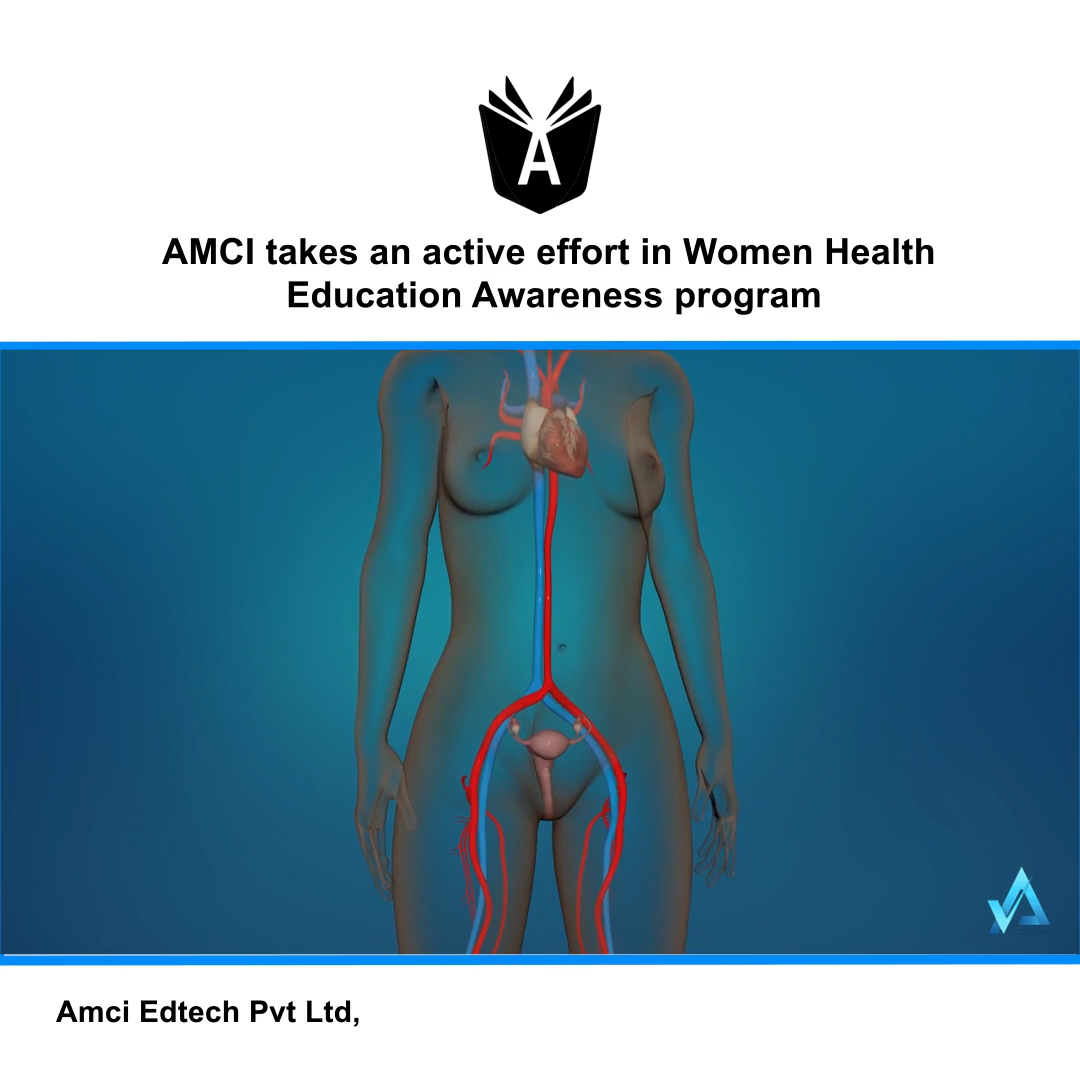 A
AMCI takes an active effort in Women Health
Education Awareness program
Amci Edtech Pvt Ltd,